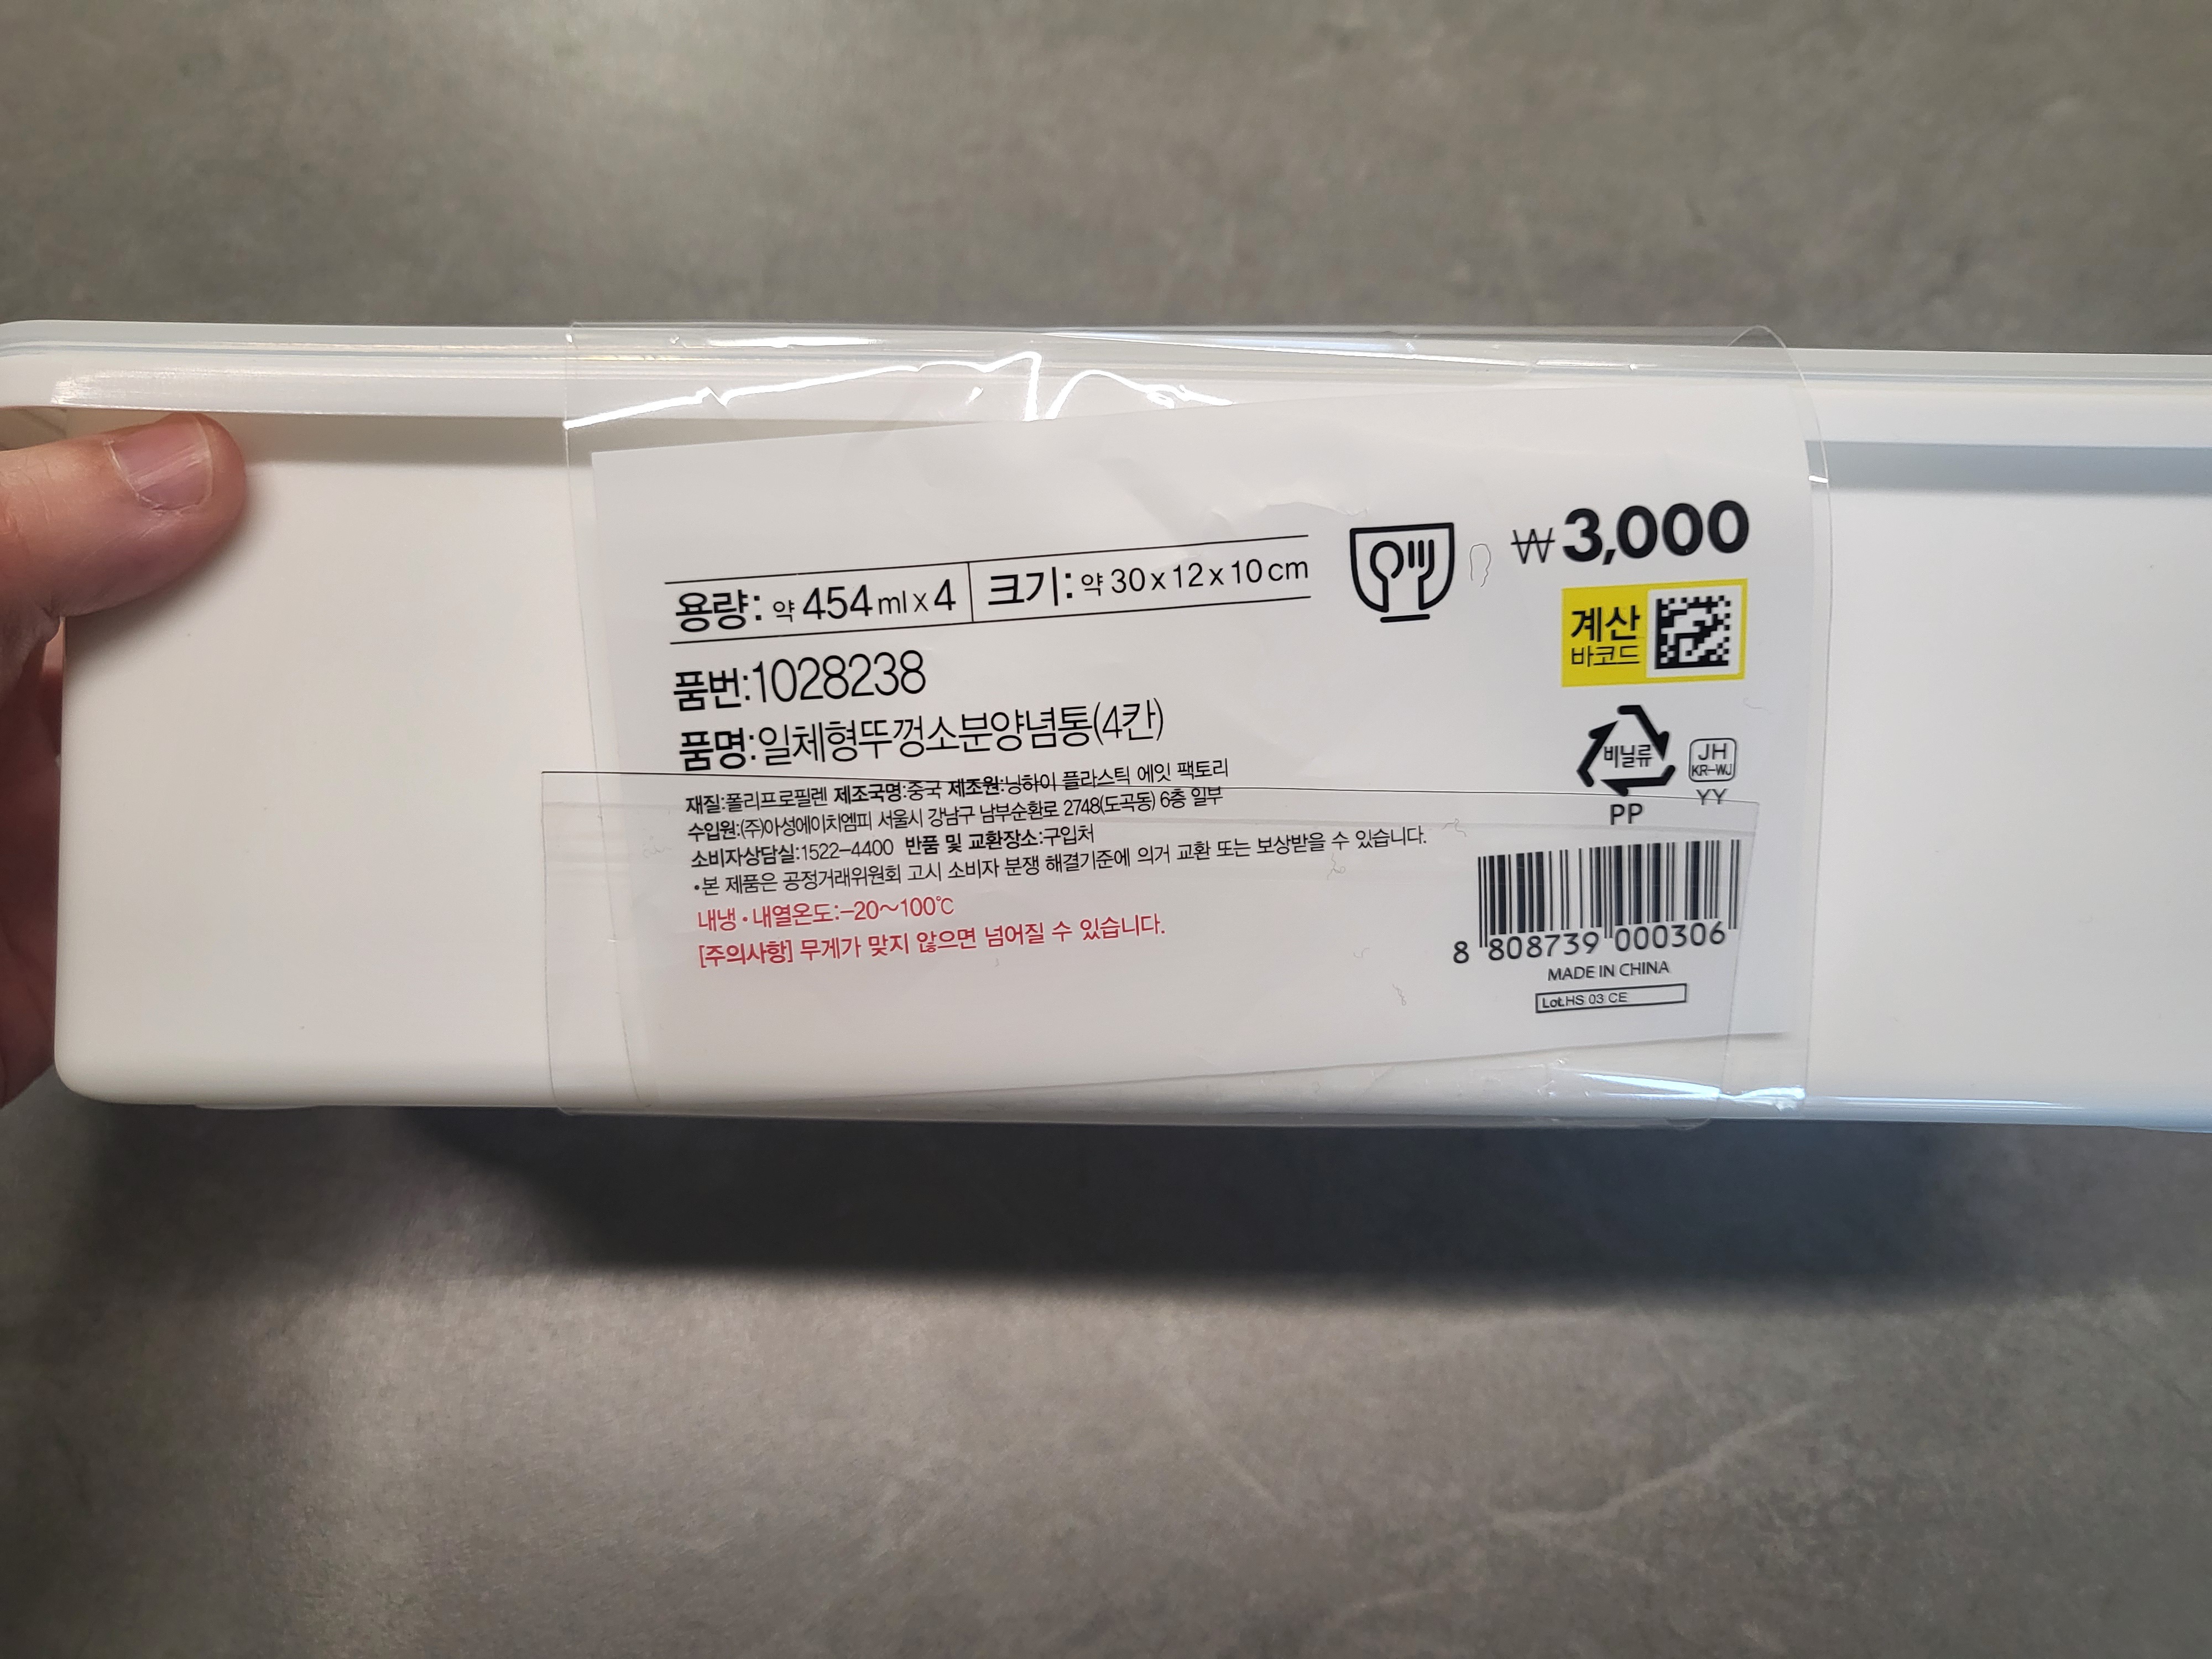 용량: 약 454ml x 4 크기: 약 30 x 12 x 10cm
₩3,000
계산
바코드
품번:1028238
품명:일체형뚜껑소분양념통(4칸)
재질:폴리프로필렌 제조국명:중국 제조원:닝하이 플라스틱 에잇 팩토리
수입원:(주)아성에이치엠피 서울시 강남구 남부순환로 2748(도곡동) 6층 일부
소비자상담실:1522-4400 반품 및 교환장소:구입처
•본 제품은 공정거래위원회 고시 소비자 분쟁 해결기준에 의거 교환 또는 보상받을 수 있습니다.
내냉•내열온도:-20~100℃
[주의사항] 무게가 맞지 않으면 넘어질 수 있습니다.
비닐류
PP
JH
KR-WJ
YY
8 808739 000306
MADE IN CHINA
Lot.HS 03 CE